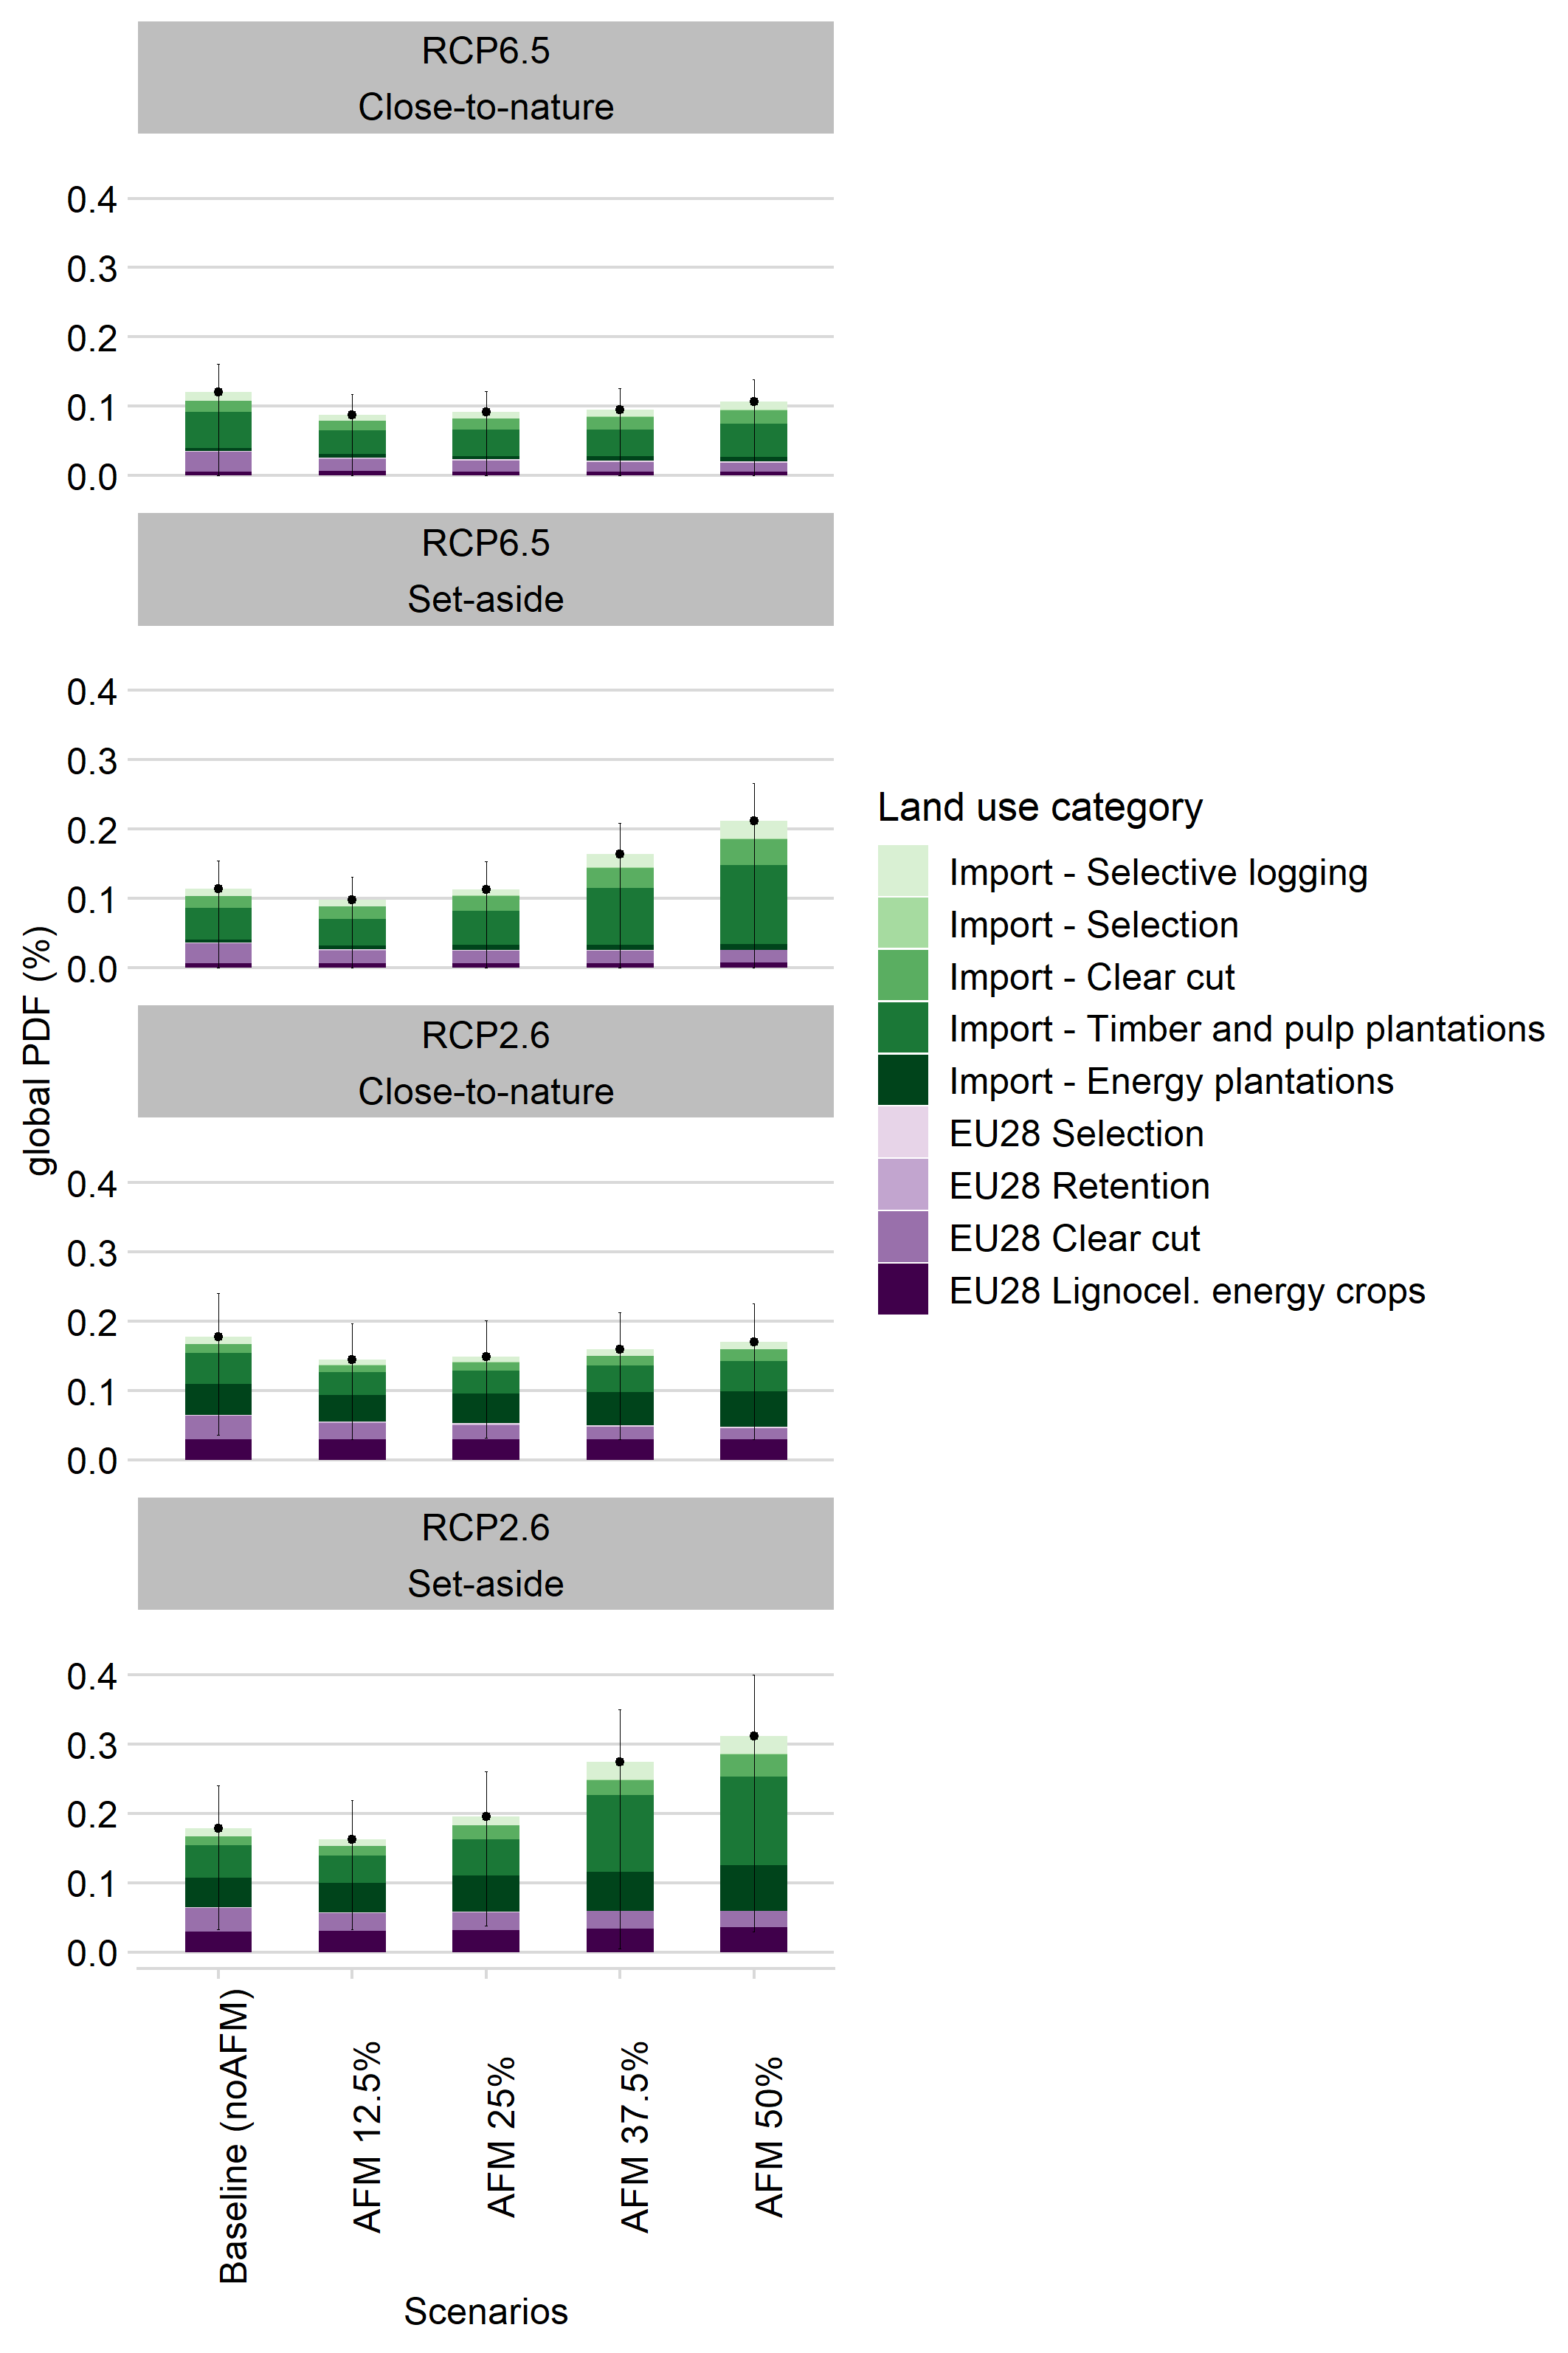 RCP6.5
Close-to-nature
0.4
0.3
0.2
0.1
0.0
RCP6.5
Set-aside
0.4
0.3
0.2
0.1
0.0
RCP2.6
Close-to-nature
0.4
0.3
0.2
0.1
0.0
RCP2.6
Set-aside
0.4
0.3
0.2
0.1
0.0
global PDF (%)
Baseline (noAFM)
AFM 12.5%
AFM 25%
AFM 37.5%
AFM 50%
Scenarios
Land use category
Import - Selective logging
Import - Selection
Import - Clear cut
Import - Timber and pulp plantations
Import - Energy plantations
EU28 Selection
EU28 Retention
EU28 Clear cut
EU28 Lignocel. energy crops